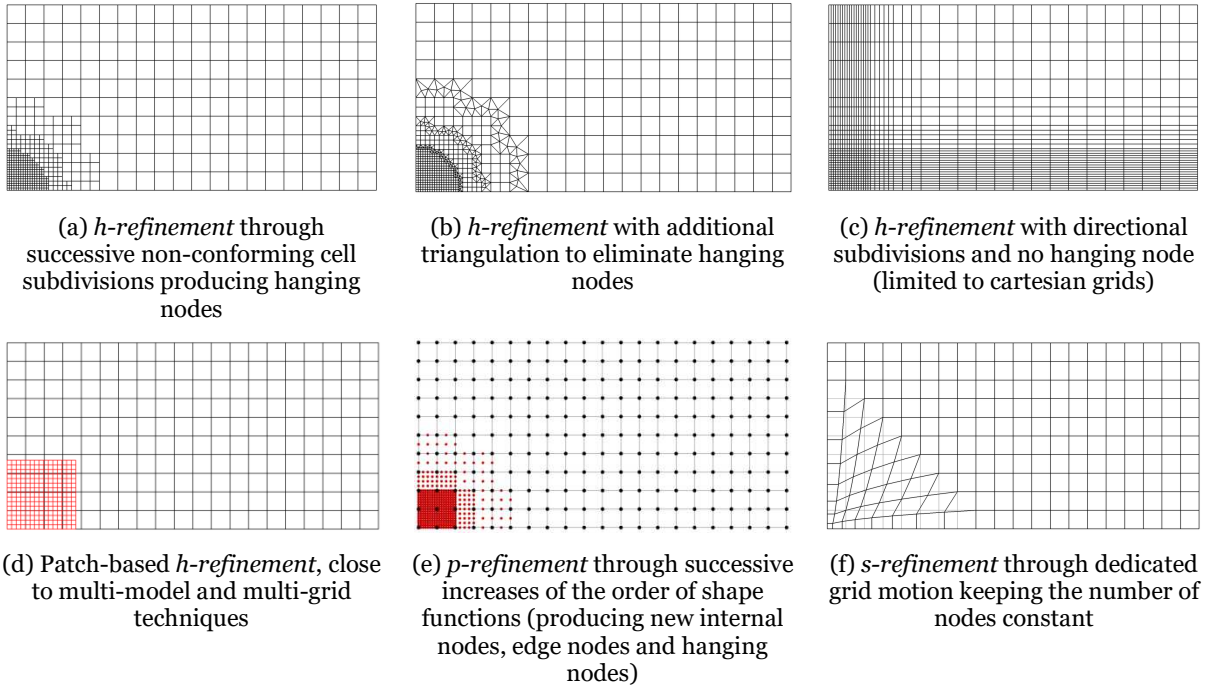 (a) h-refinement through
successive non-conforming cell
subdivisions producing hanging
nodes
(b) h-refinement with additional
triangulation to eliminate hanging
nodes
(c) h-refinement with directional
subdivisions and no hanging node
(limited to cartesian grids)
(d) Patch-based h-refinement, close
to multi-model and multi-grid
techniques
(e) p-refinement through successive
increases of the order of shape
functions (producing new internal
nodes, edge nodes and hanging
nodes)
(f) s-refinement through dedicated
grid motion keeping the number of
nodes constant